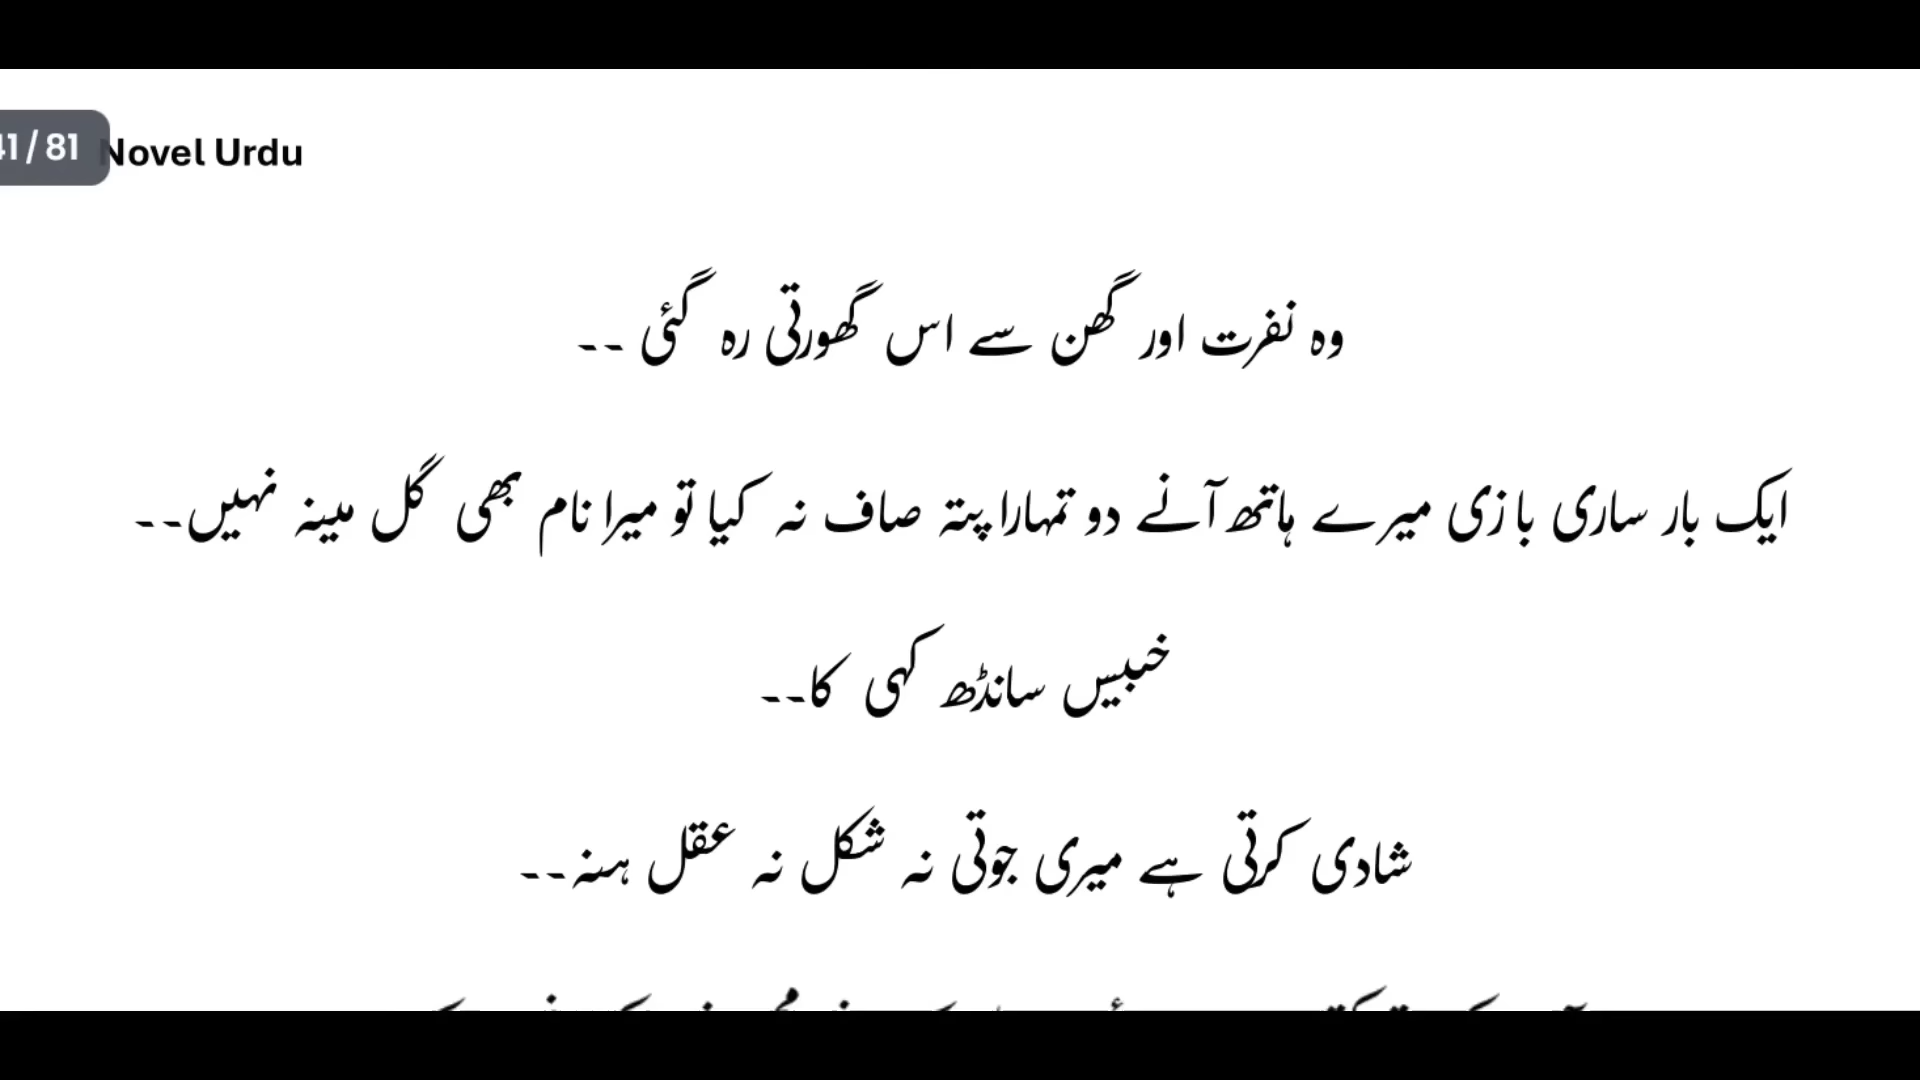 41/81
Novel Urdu
وہ نفرت اور گھن سے اس گھورتی رہ گئی --
ایک بار ساری بازی میرے ہاتھ آنے دو تمہارا پتہ صاف نہ کیا تو میرا نام بھی گل مینہ نہیں--
خبیس سانڈھ کہی کا--
شادی کرتی ہے میری جوتی نہ شکل نہ عقل ہنہ--